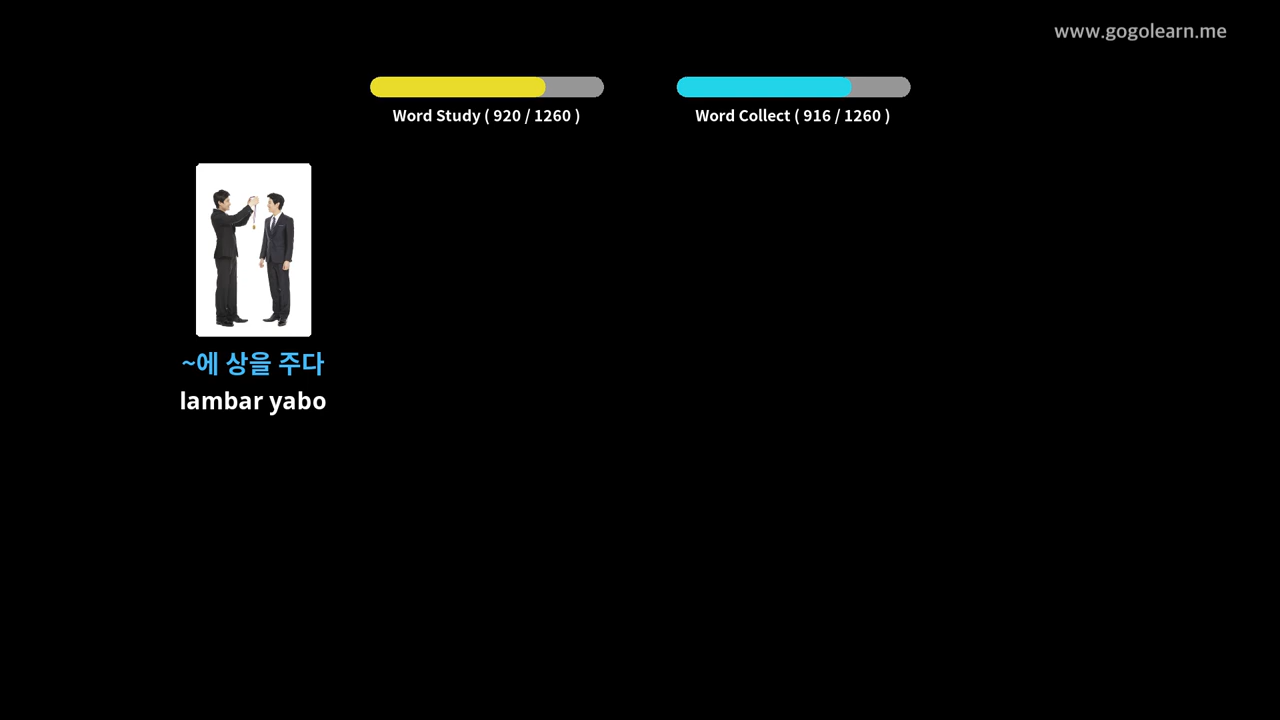 www.gogolearn.me
Word Study ( 920 / 1260 )
Word Collect ( 916 / 1260 )
~에 상을 주다
lambar yabo